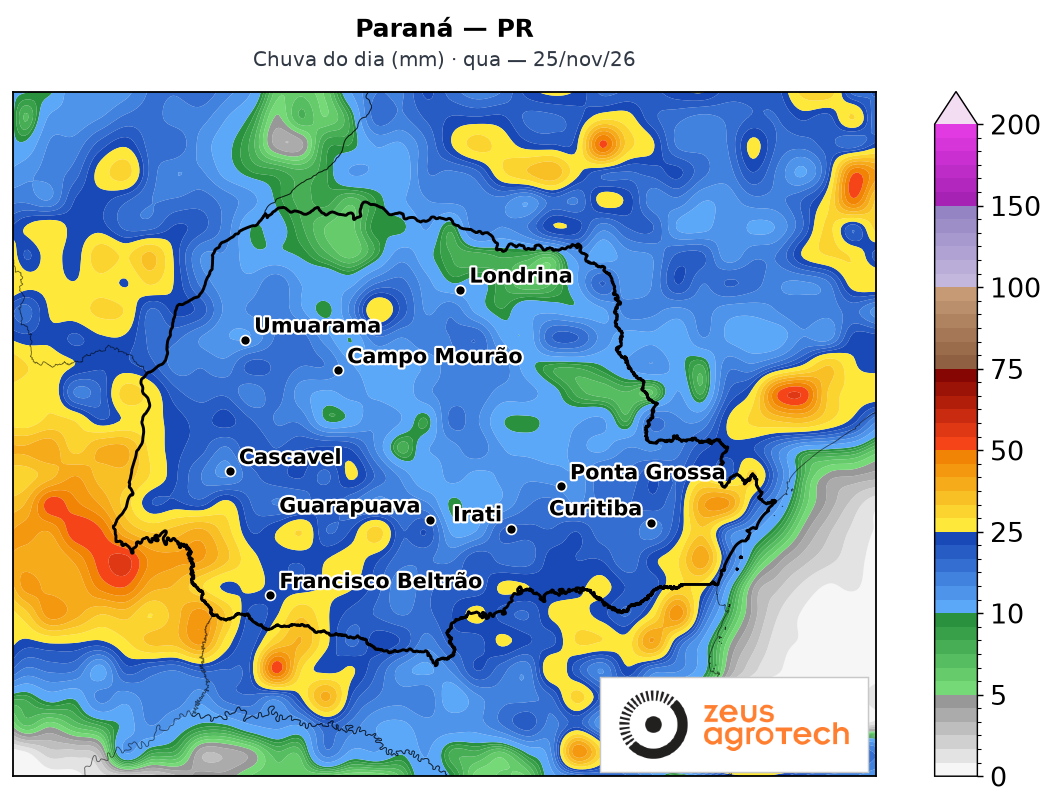 Paraná — PR
Chuva do dia (mm) · qua — 25/nov/26
Londrina
Umuarama
Campo Mourão
Cascavel
Ponta Grossa
Guarapuava
Irati
Curitiba
Francisco Beltrão
200
150
100
75
50
25
10
5
0
zeus
agrotech